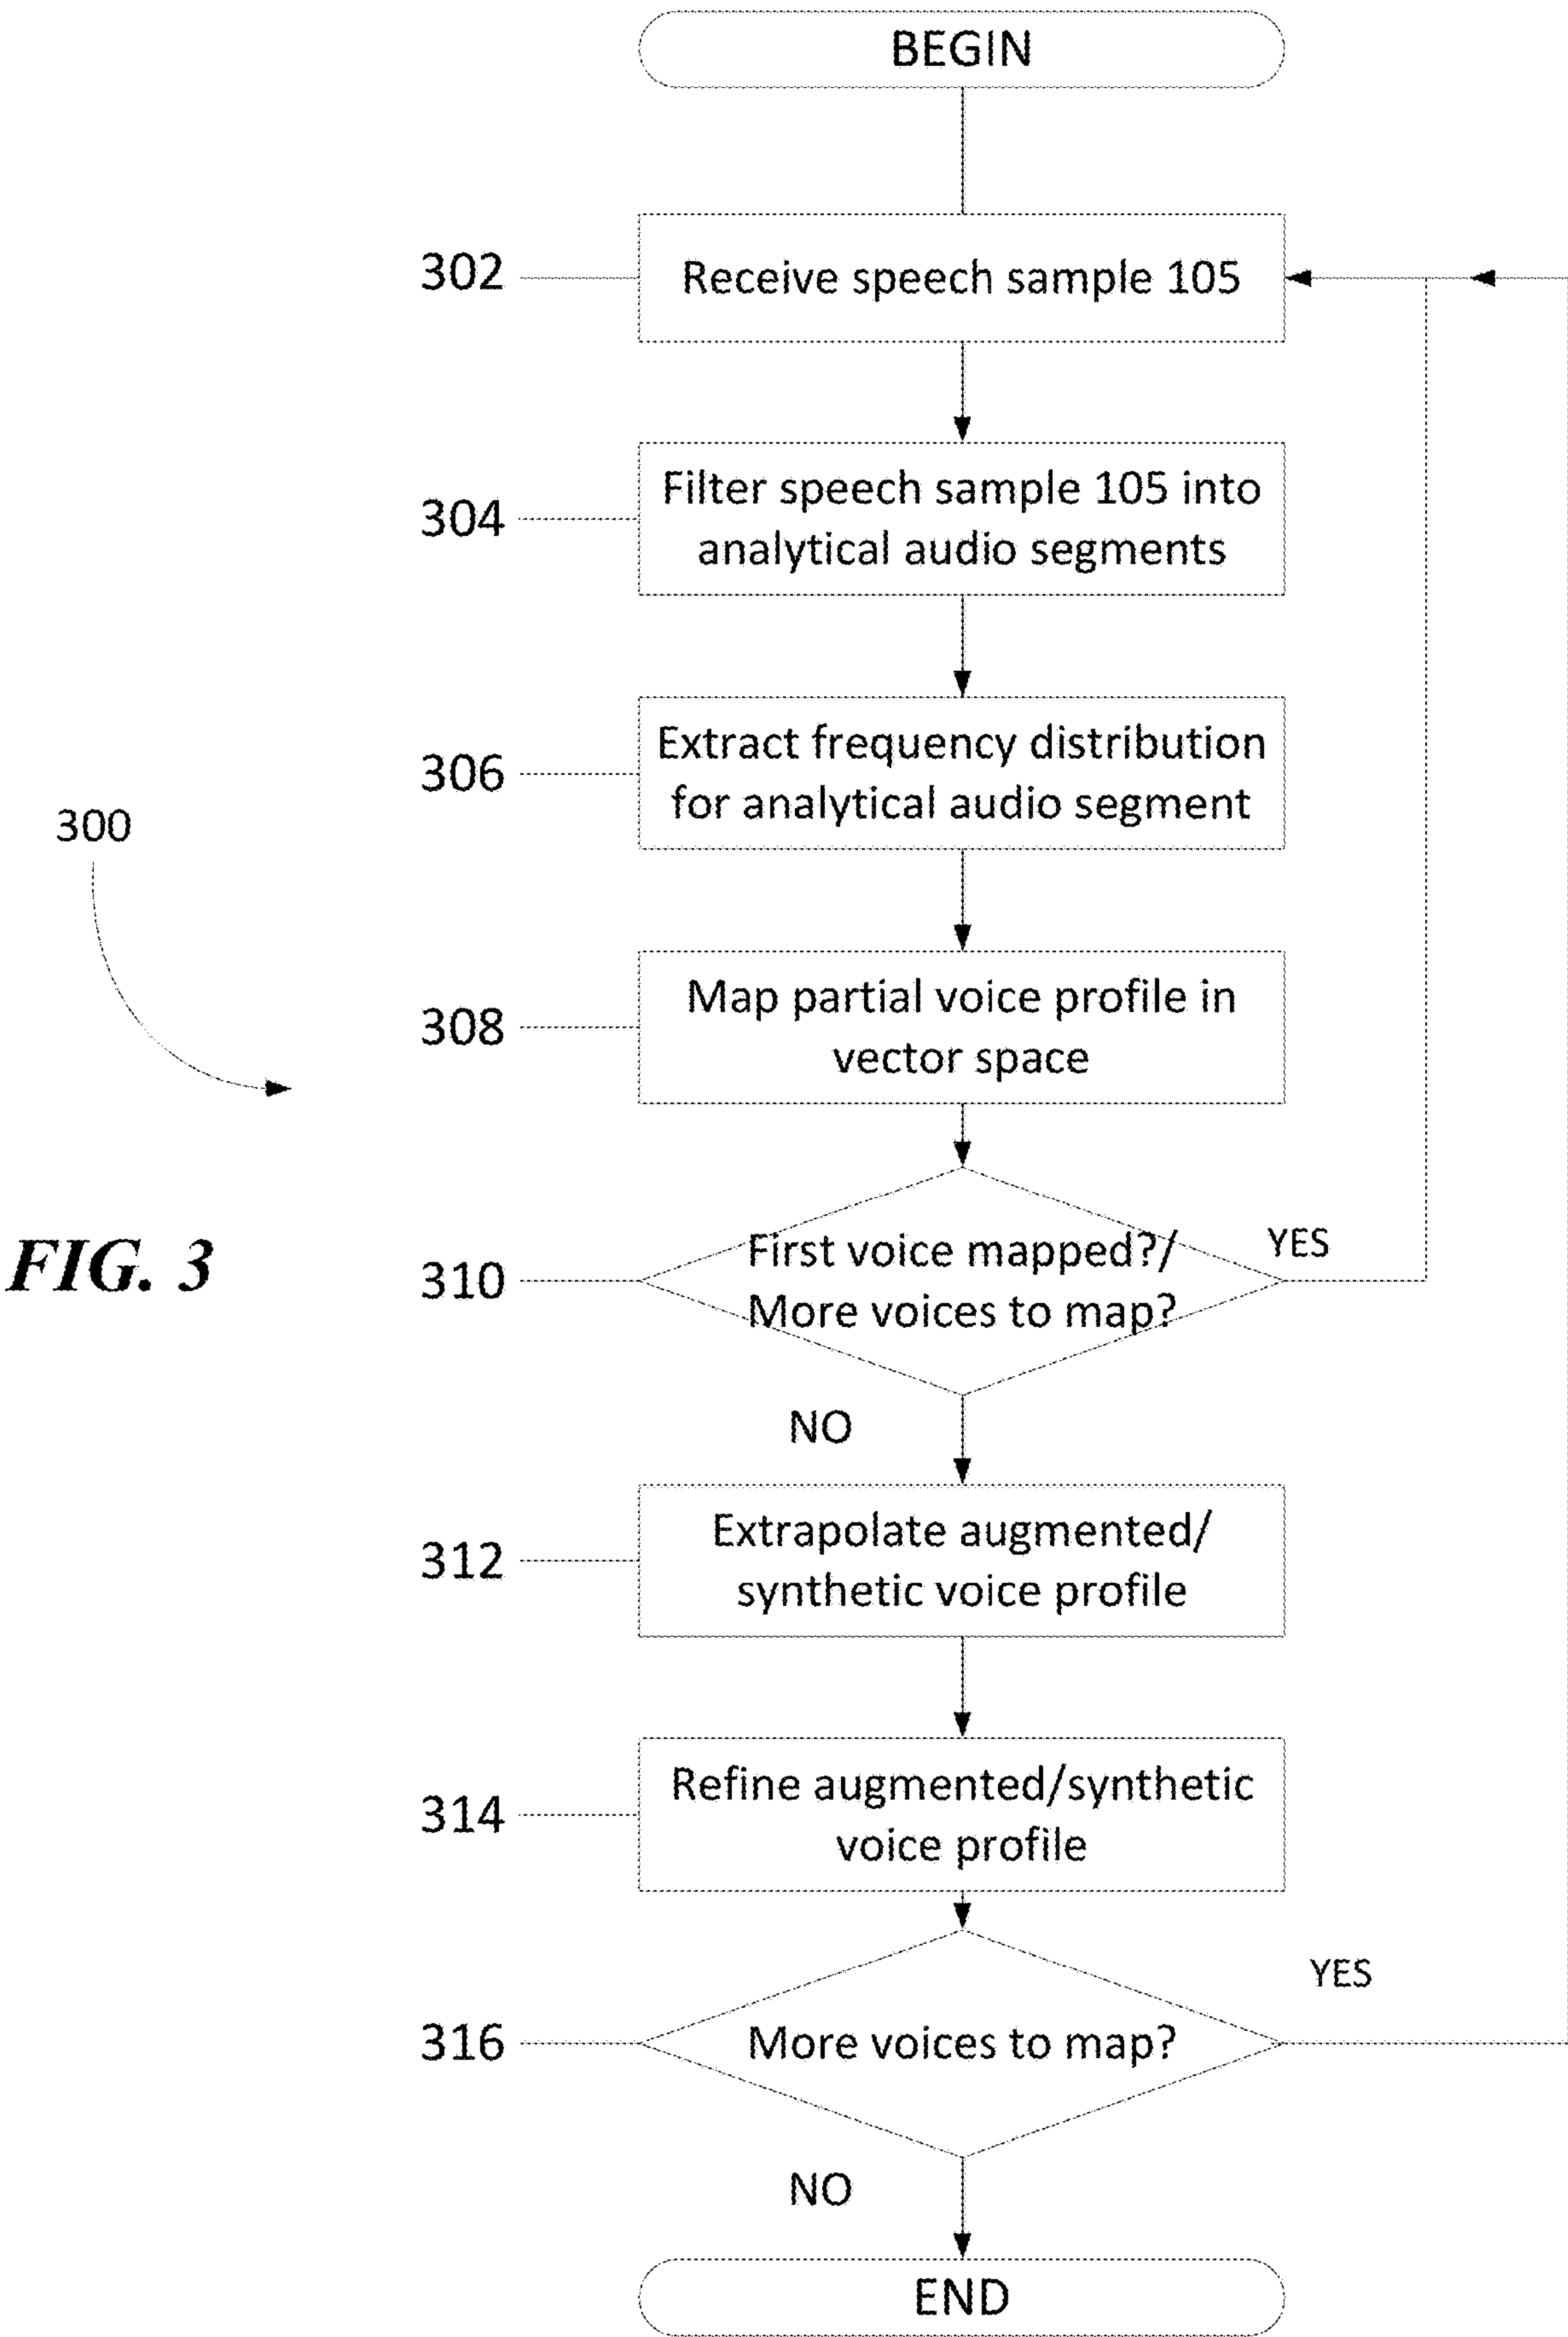 BEGIN
302
Receive speech sample 105
304
Filter speech sample 105 into
analytical audio segments
306
Extract frequency distribution
for analytical audio segment
300
308
Map partial voice profile in
vector space
FIG. 3
310
First voice mapped?/
More voices to map?
YES
NO
312
Extrapolate augmented/
synthetic voice profile
314
Refine augmented/synthetic
voice profile
316
More voices to map?
YES
NO
END